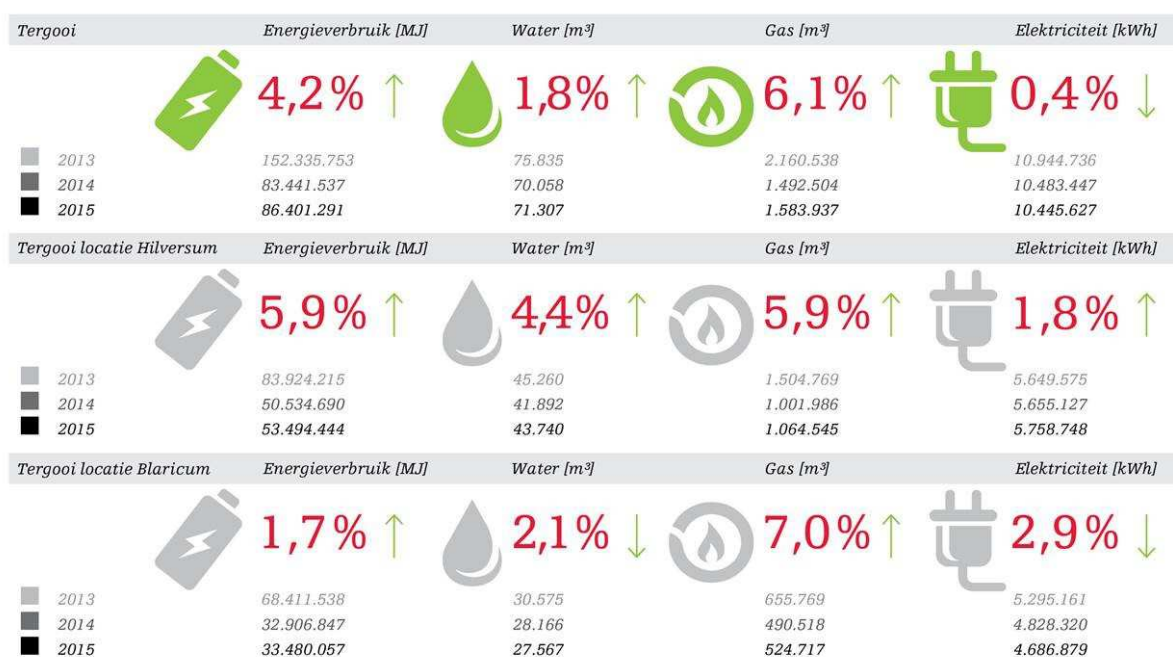 Tergooi Energieverbruik [MJ] Water [m³] Gas [m³] Elektriciteit [kWh]
4,2% ↑ 1,8% ↑ 6,1% ↑ 0,4% ↓
2013 152.335.753 75.835 2.160.538 10.944.736
2014 83.441.537 70.058 1.492.504 10.483.447
2015 86.401.291 71.307 1.583.937 10.445.627
Tergooi locatie Hilversum Energieverbruik [MJ] Water [m³] Gas [m³] Elektriciteit [kWh]
5,9% ↑ 4,4% ↑ 5,9% ↑ 1,8% ↑
2013 83.924.215 45.260 1.504.769 5.649.575
2014 50.534.690 41.892 1.001.986 5.655.127
2015 53.494.444 43.740 1.064.545 5.758.748
Tergooi locatie Blaricum Energieverbruik [MJ] Water [m³] Gas [m³] Elektriciteit [kWh]
1,7% ↑ 2,1% ↓ 7,0% ↑ 2,9% ↓
2013 68.411.538 30.575 655.769 5.295.161
2014 32.906.847 28.166 490.518 4.828.320
2015 33.480.057 27.567 524.717 4.686.879